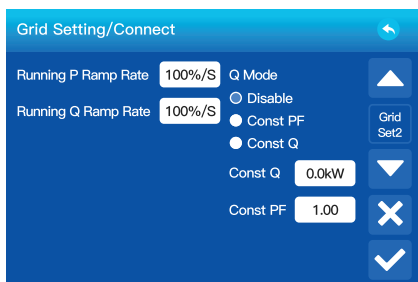 Grid Setting/Connect
Running P Ramp Rate 100%/S
Running Q Ramp Rate 100%/S
Q Mode
Disable
Const PF
Const Q
Const Q 0.0kW
Const PF 1.00
Grid
Set2